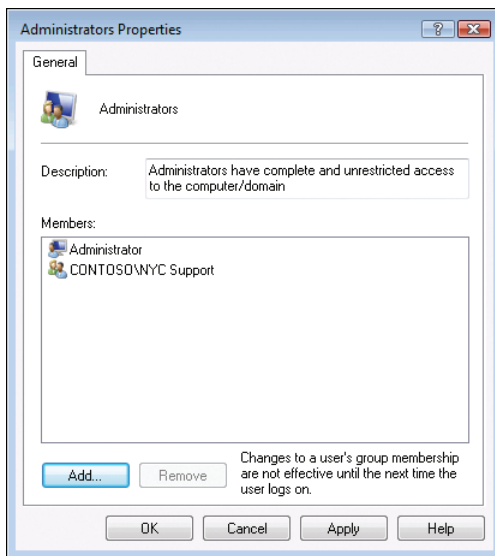 Administrators Properties
?
General
Administrators
Description:
Administrators have complete and unrestricted access
to the computer/domain
Members:
Administrator
CONTOSO\NYC Support
Add...
Remove
Changes to a user's group membership
are not effective until the next time the
user logs on.
OK
Cancel
Apply
Help